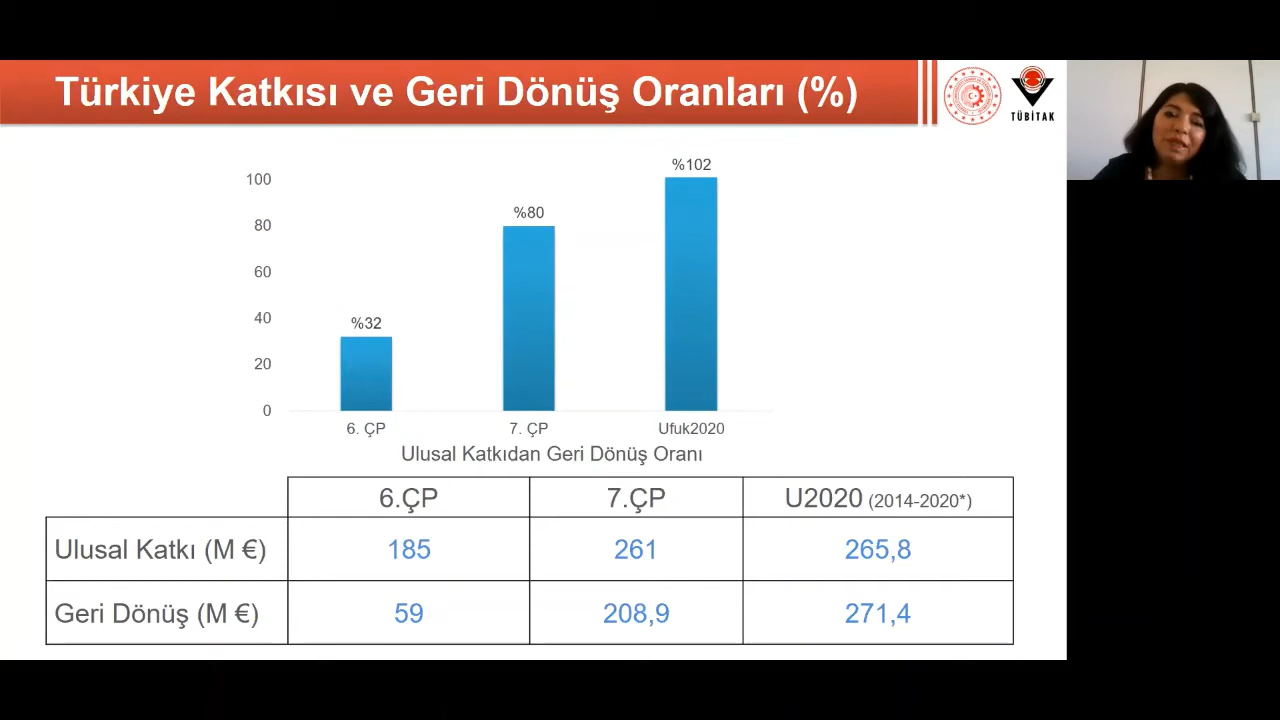 Türkiye Katkısı ve Geri Dönüş Oranları (%)
TÜBİTAK
%102
100
%80
80
60
%32
40
20
0
6. ÇP 7. ÇP Ufuk2020
Ulusal Katkıdan Geri Dönüş Oranı
6.ÇP 7.ÇP U2020 (2014-2020*)
Ulusal Katkı (M €) 185 261 265,8
Geri Dönüş (M €) 59 208,9 271,4